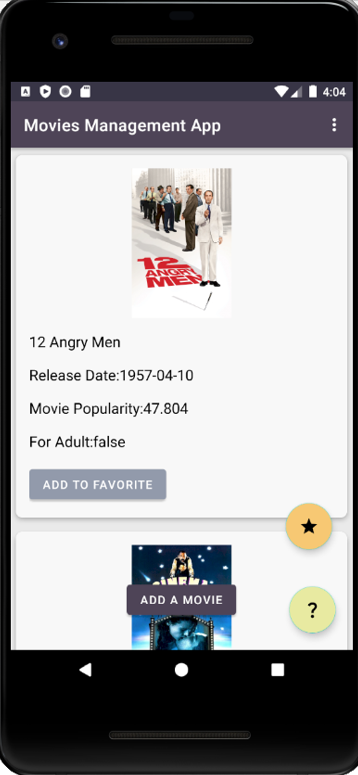 4:04
Movies Management App
12
ANGRY
MEN
12 Angry Men
Release Date:1957-04-10
Movie Popularity:47.804
For Adult:false
ADD TO FAVORITE
ADD A MOVIE
?